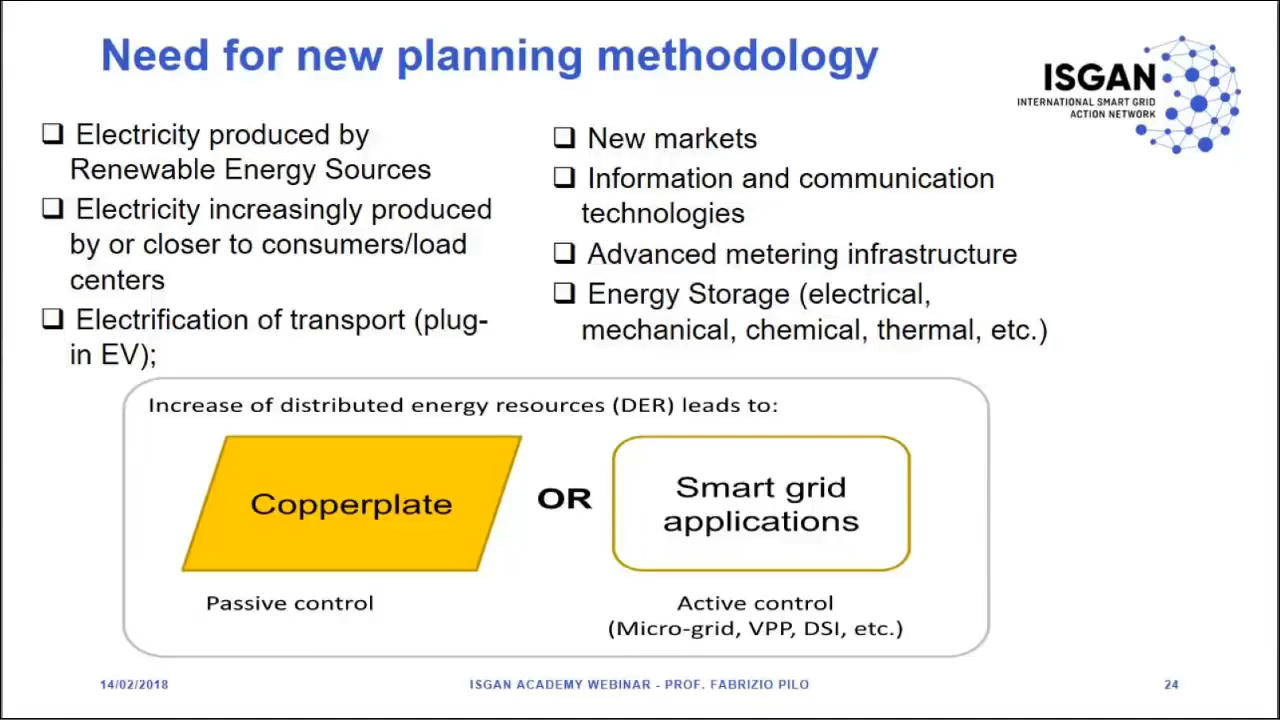 Need for new planning methodology
ISGAN
INTERNATIONAL SMART GRID
ACTION NETWORK
❑ Electricity produced by
Renewable Energy Sources
❑ Electricity increasingly produced
by or closer to consumers/load
centers
❑ Electrification of transport (plug-
in EV);
❑ New markets
❑ Information and communication
technologies
❑ Advanced metering infrastructure
❑ Energy Storage (electrical,
mechanical, chemical, thermal, etc.)
Increase of distributed energy resources (DER) leads to:
Copperplate
OR
Smart grid
applications
Passive control
Active control
(Micro-grid, VPP, DSI, etc.)
14/02/2018
ISGAN ACADEMY WEBINAR - PROF. FABRIZIO PILO
24